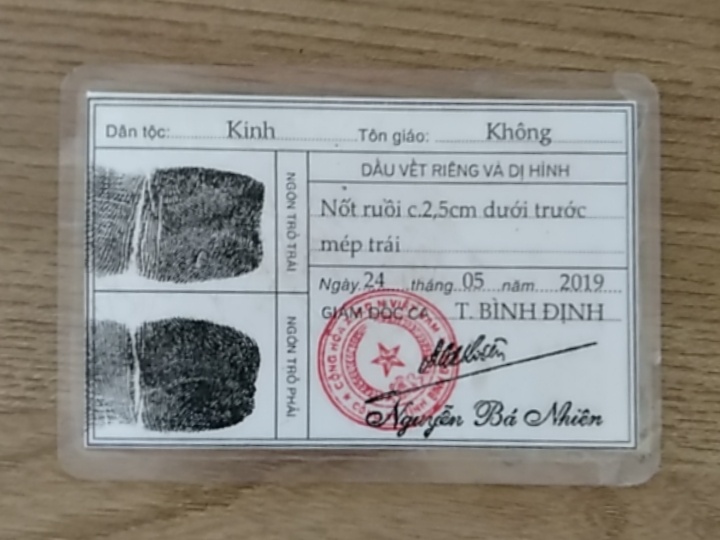 Dân tộc: Kinh Tôn giáo: Không
NGÓN TRỎ TRÁI
NGÓN TRỎ PHẢI
DẤU VẾT RIÊNG VÀ DỊ HÌNH
Nốt ruồi c.2,5cm dưới trước
mép trái
Ngày 24 tháng 05 năm 2019
GIÁM ĐỐC CA T. BÌNH ĐỊNH
Nguyễn Bá Nhiên